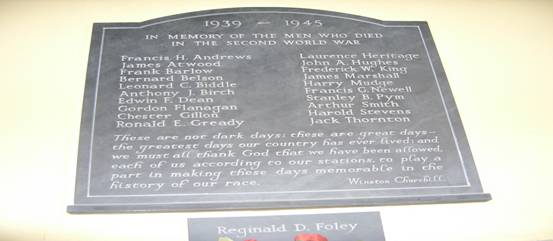 1939 – 1945
IN MEMORY OF THE MEN WHO DIED
IN THE SECOND WORLD WAR
Francis H. Andrews
James Atwood
Frank Barlow
Bernard Belson
Leonard C. Biddle
Anthony J. Birch
Edwin F. Dean
Gordon Flanagan
Chester Gillon
Ronald E. Gready
Laurence Heritage
John A. Hughes
Frederick W. King
James Marshall
Harry Mudge
Francis G. Newell
Stanley B. Pym
Arthur Smith
Harold Stevens
Jack Thornton
These are not dark days: these are great days–
the greatest days our country has ever lived; and
we must all thank God that we have been allowed,
each of us according to our stations, to play a
part in making these days memorable in the
history of our race.
Winston Churchill.
Reginald D. Foley